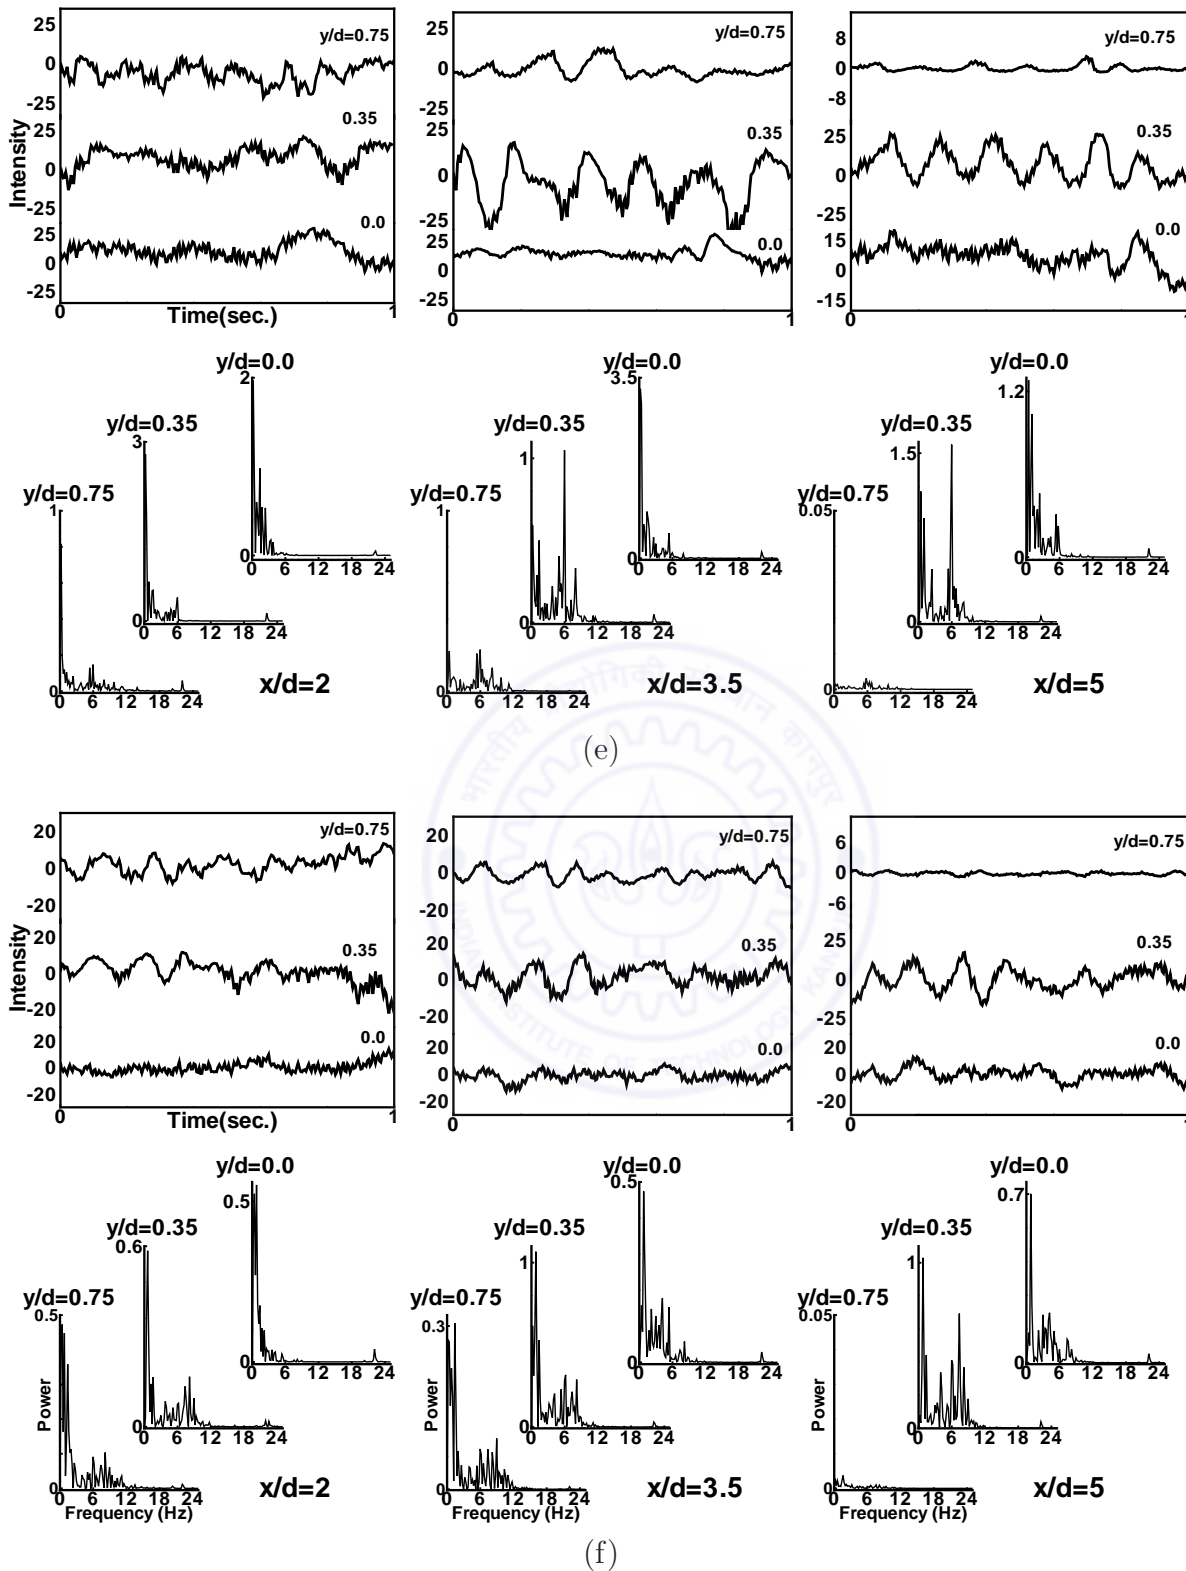 25 y/d=0.75 25 y/d=0.75 8 y/d=0.75
0 0 0
-25 -25 -8
Intensity
25 0.35 25 0.35 25 0.35
0 0 0
-25 -25 -25
25 0.0 25 0.0 15 0.0
0 0 0
-25 -25 -15
0 1 0 1 0 1
Time(sec.)
y/d=0.0 y/d=0.0 y/d=0.0
2 3.5 1.2
y/d=0.35 y/d=0.35 y/d=0.35
3 1 1.5
y/d=0.75 y/d=0.75 y/d=0.75
1 0.05
0 0 0
0 6 12 18 24 0 6 12 18 24 0 6 12 18 24
0 0 0
0 6 12 18 24 0 6 12 18 24 0 6 12 18 24
0 0 0
0 6 12 18 24 0 6 12 18 24 0 6 12 18 24
x/d=2 x/d=3.5 x/d=5
(e)
20 y/d=0.75 20 y/d=0.75 6 y/d=0.75
0 0 0
-20 -20 -6
Intensity
20 0.35 20 0.35 25 0.35
0 0 0
-20 -20 -25
20 0.0 20 0.0 20 0.0
0 0 0
-20 -20 -20
0 1 0 1 0 1
Time(sec.)
y/d=0.0 y/d=0.0 y/d=0.0
0.5 0.5 0.7
y/d=0.35 y/d=0.35 y/d=0.35
0.6 1 1
y/d=0.75 y/d=0.75 y/d=0.75
0.5 0.3 0.05
0 0 0
0 6 12 18 24 0 6 12 18 24 0 6 12 18 24
Power Power Power
0 0 0
0 6 12 18 24 0 6 12 18 24 0 6 12 18 24
0 0 0
0 6 12 18 24 0 6 12 18 24 0 6 12 18 24
x/d=2 x/d=3.5 x/d=5
Frequency (Hz) Frequency (Hz) Frequency (Hz)
(f)
INSTITUTE OF TECHNOLOGY